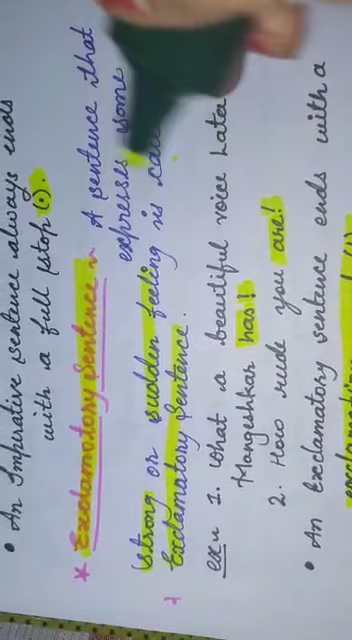 • An Imperative sentence always ends
with a full stop (.)
* Exclamatory Sentence ~ A sentence that
expresses some
strong or sudden feeling is
Exclamatory Sentence.
ex~ 1. What a beautiful voice Lata
Mangeshkar has!
2. How rude you are!
• An Exclamatory sentence ends with a